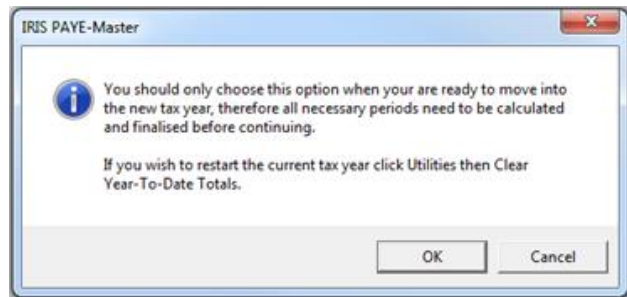 IRIS PAYE-Master
You should only choose this option when your are ready to move into
the new tax year, therefore all necessary periods need to be calculated
and finalised before continuing.
If you wish to restart the current tax year click Utilities then Clear
Year-To-Date Totals.
OK
Cancel